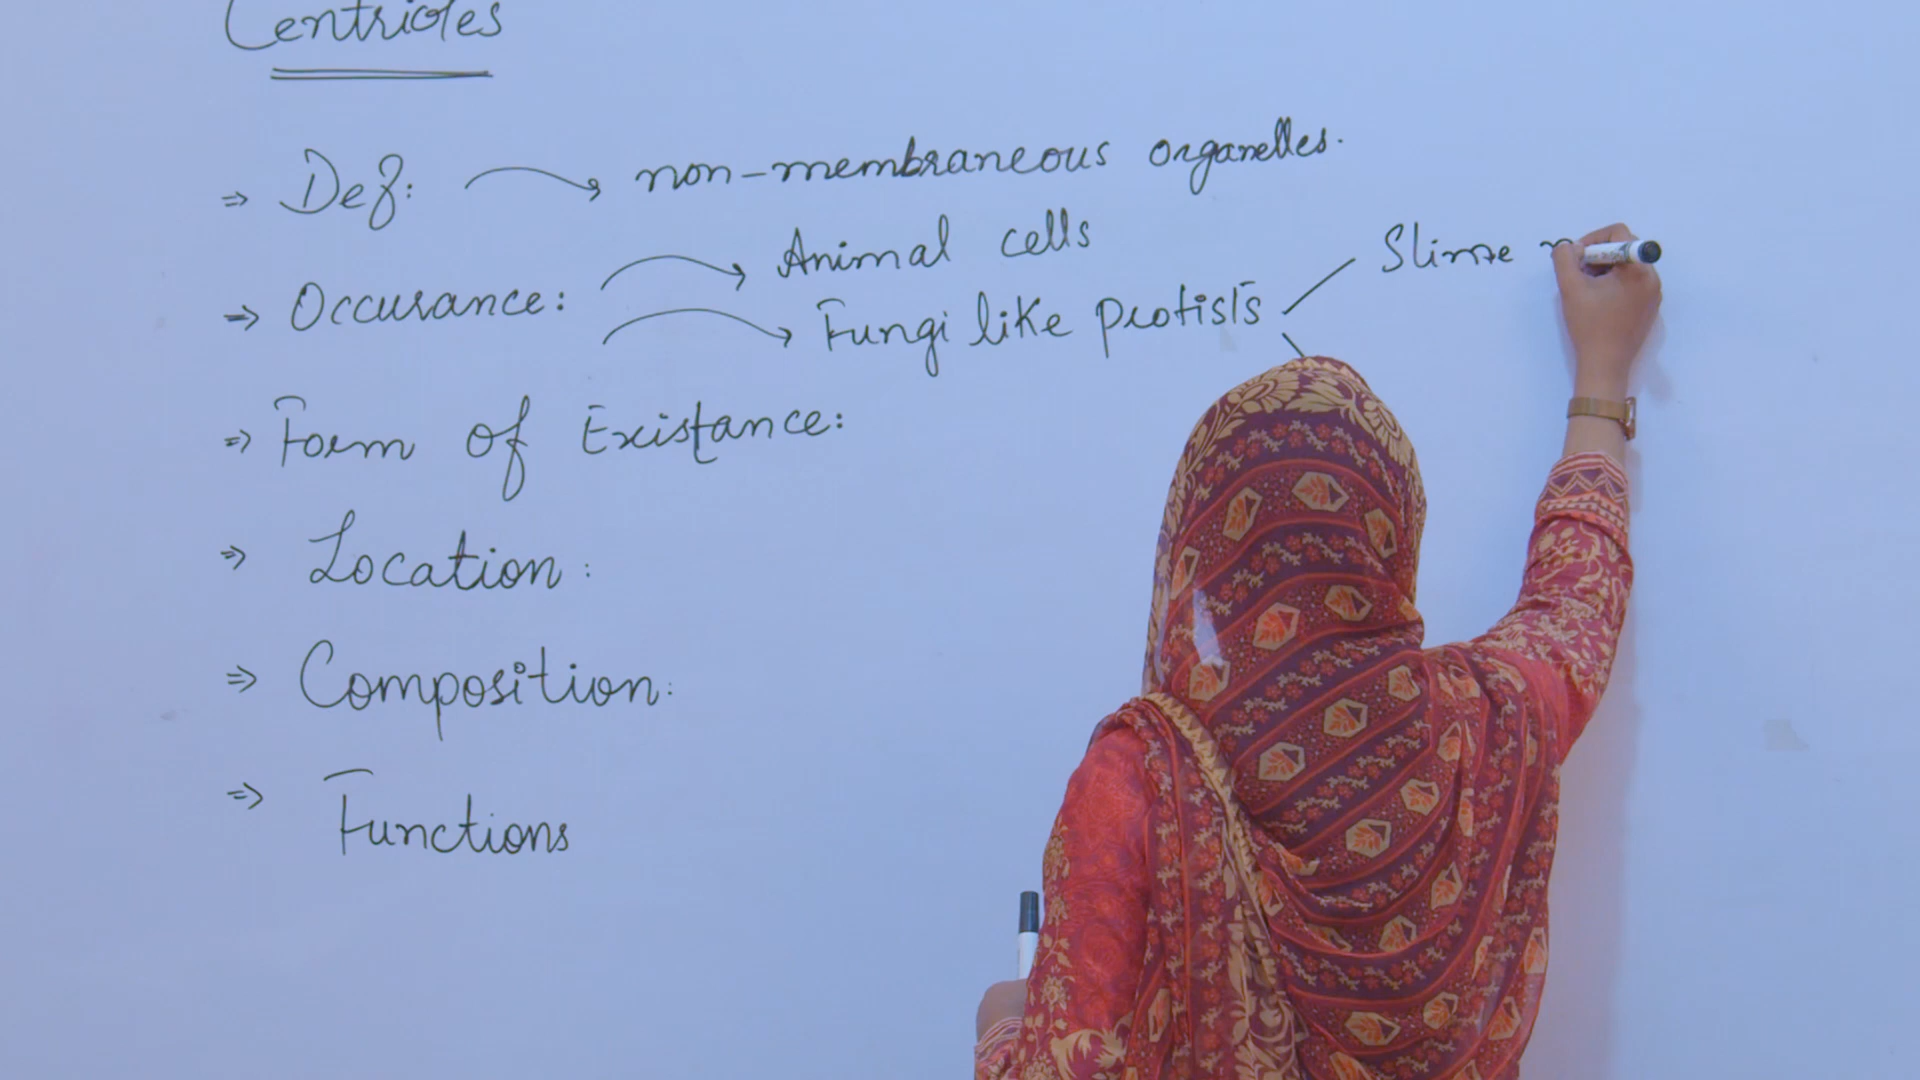 Centrioles
⇒ Def: → non-membraneous organelles.
⇒ Occurance: → Animal cells
→ Fungi like protists Slime
⇒ Form of Existance:
⇒ Location:
⇒ Composition:
⇒ Functions